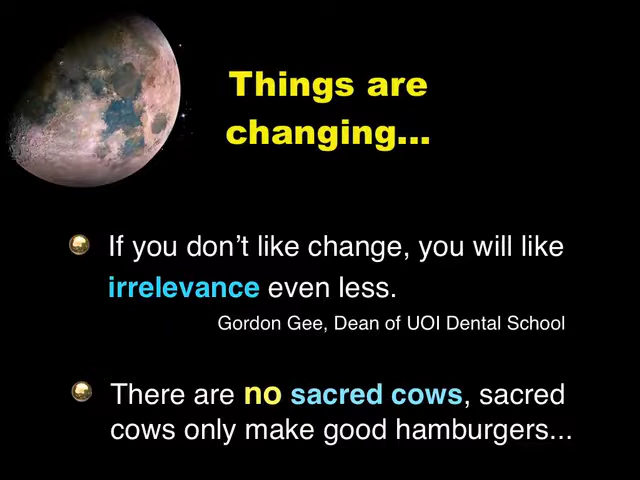 Things are
changing...
If you don’t like change, you will like
irrelevance even less.
Gordon Gee, Dean of UOI Dental School
There are no sacred cows, sacred
cows only make good hamburgers...